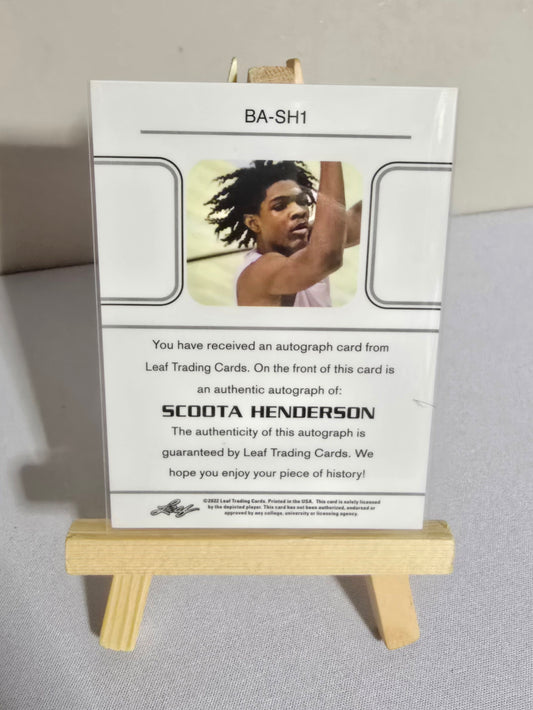 BA-SH1
You have received an autograph card from
Leaf Trading Cards. On the front of this card is
an authentic autograph of:
SCOOTA HENDERSON
The authenticity of this autograph is
guaranteed by Leaf Trading Cards. We
hope you enjoy your piece of history!
Leaf
©2022 Leaf Trading Cards. Printed in the USA. This card is solely licensed
by the depicted player. This card has not been authorized, endorsed or
approved by any college, university or licensing agency.